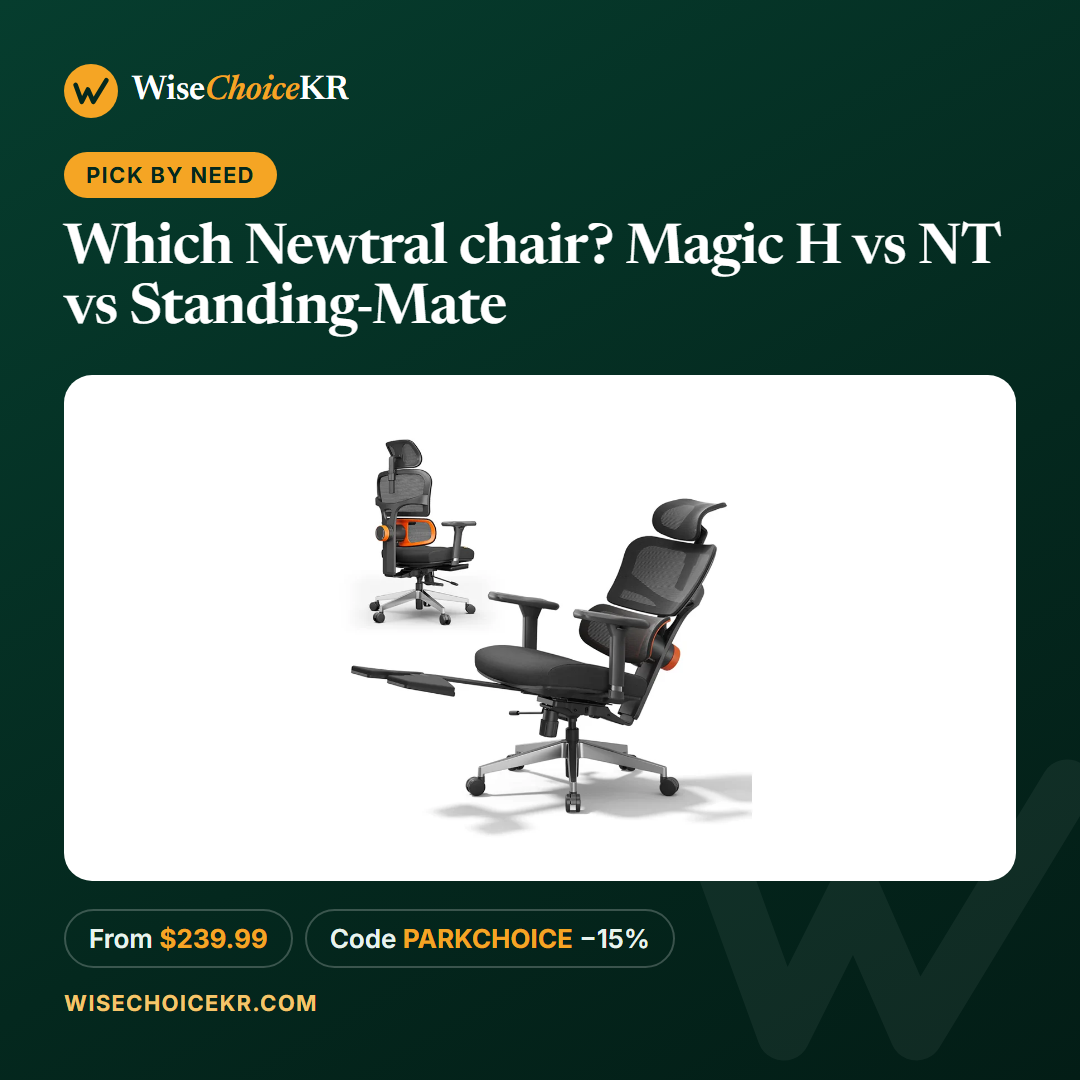 WiseChoiceKR
PICK BY NEED
Which Newtral chair? Magic H vs NT
vs Standing-Mate
From $239.99
Code PARKCHOICE −15%
WISECHOICEKR.COM